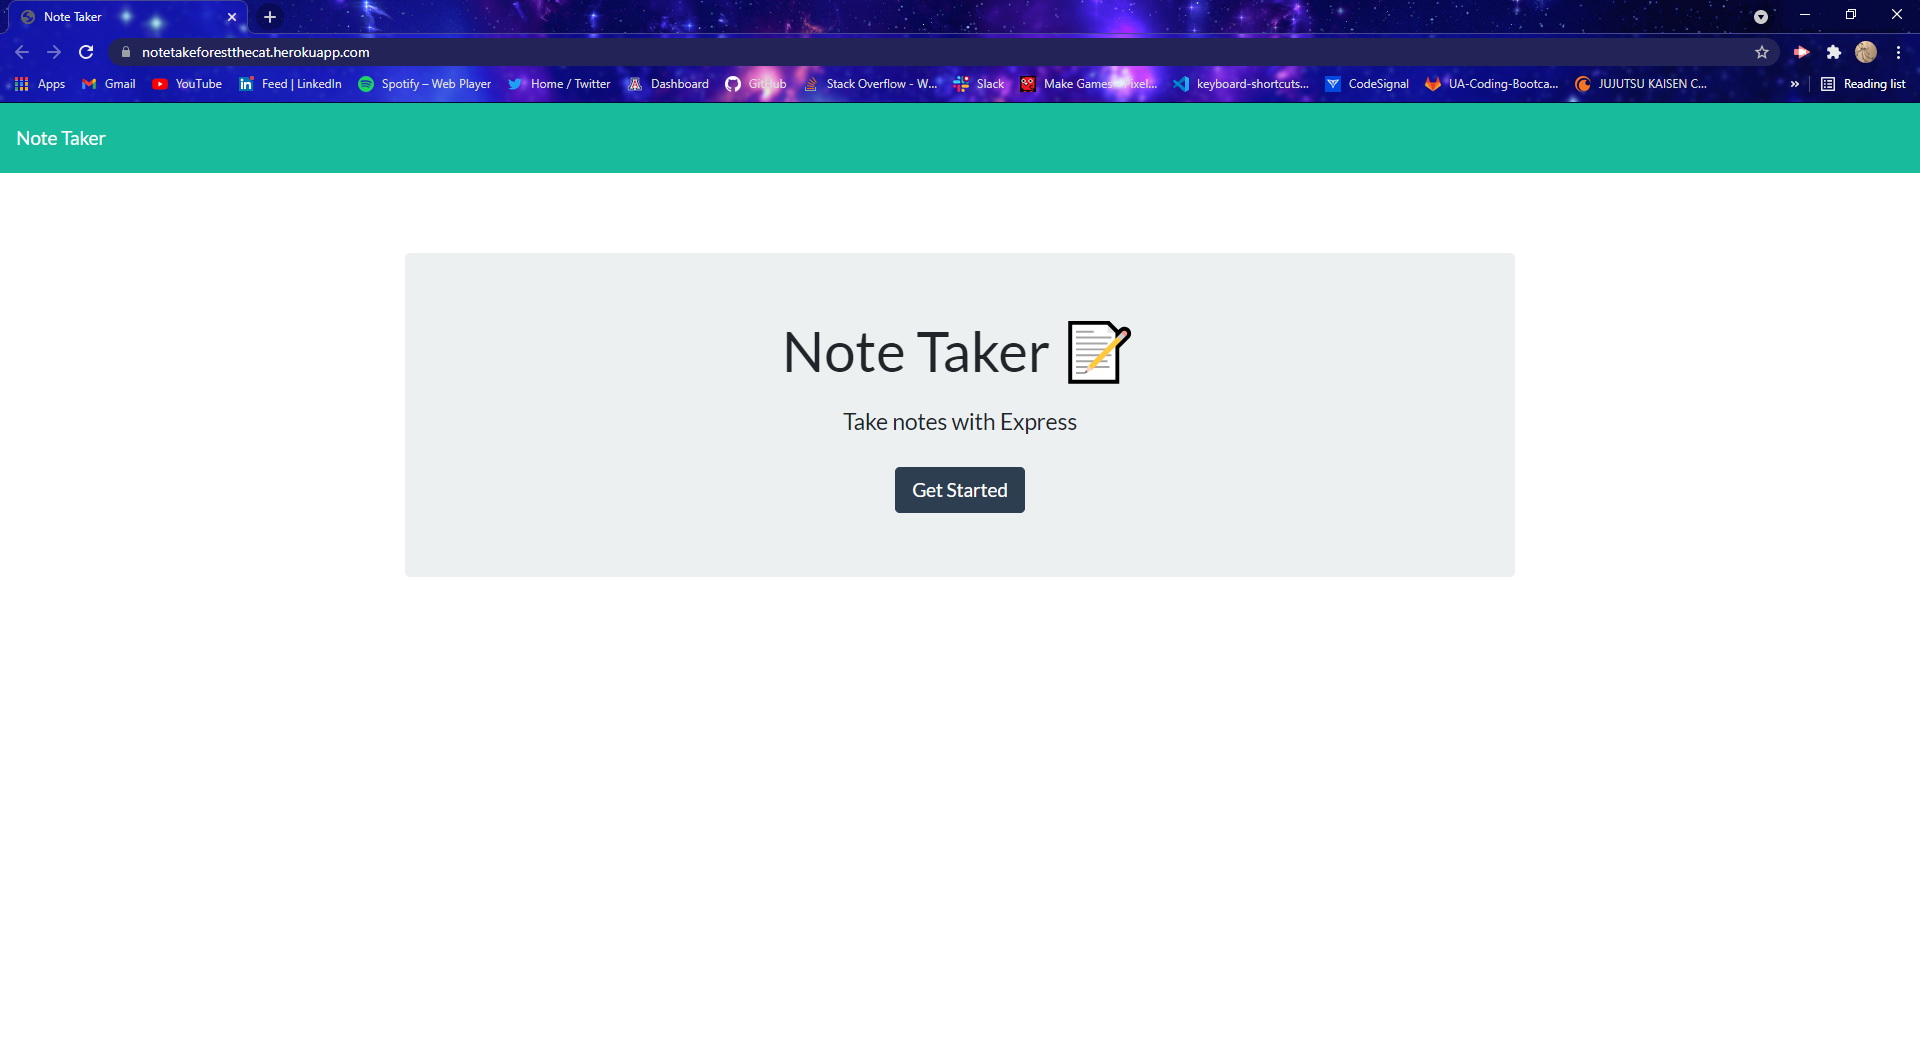 Note Taker
notetakeforestthecat.herokuapp.com
Apps Gmail YouTube Feed | LinkedIn Spotify – Web Player Home / Twitter Dashboard GitHub Stack Overflow - W... Slack Make Games - Pixel... keyboard-shortcuts... CodeSignal UA-Coding-Bootca... JUJUTSU KAISEN C... » Reading list
Note Taker
Note Taker
Take notes with Express
Get Started